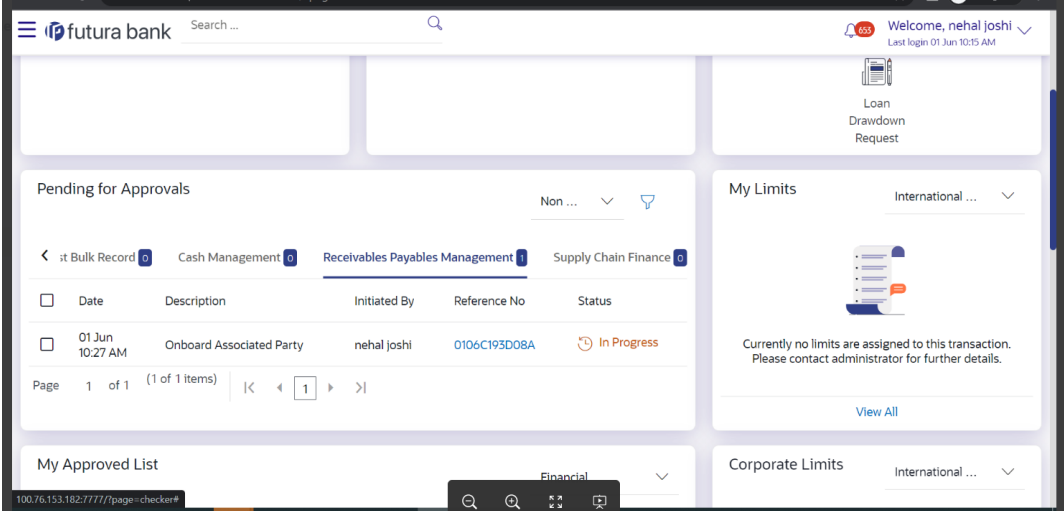 futura bank
Search ...
653
Welcome, nehal joshi
Last login 01 Jun 10:15 AM
Loan
Drawdown
Request
Pending for Approvals
Non ...
st Bulk Record 0
Cash Management 0
Receivables Payables Management 1
Supply Chain Finance 0
Date Description Initiated By Reference No Status
01 Jun
10:27 AM
Onboard Associated Party nehal joshi 0106C193D08A In Progress
Page 1 of 1 (1 of 1 items) 1
My Limits
International ...
Currently no limits are assigned to this transaction.
Please contact administrator for further details.
View All
My Approved List
Financial
Corporate Limits
International ...
100.76.153.182:7777/?page=checker#